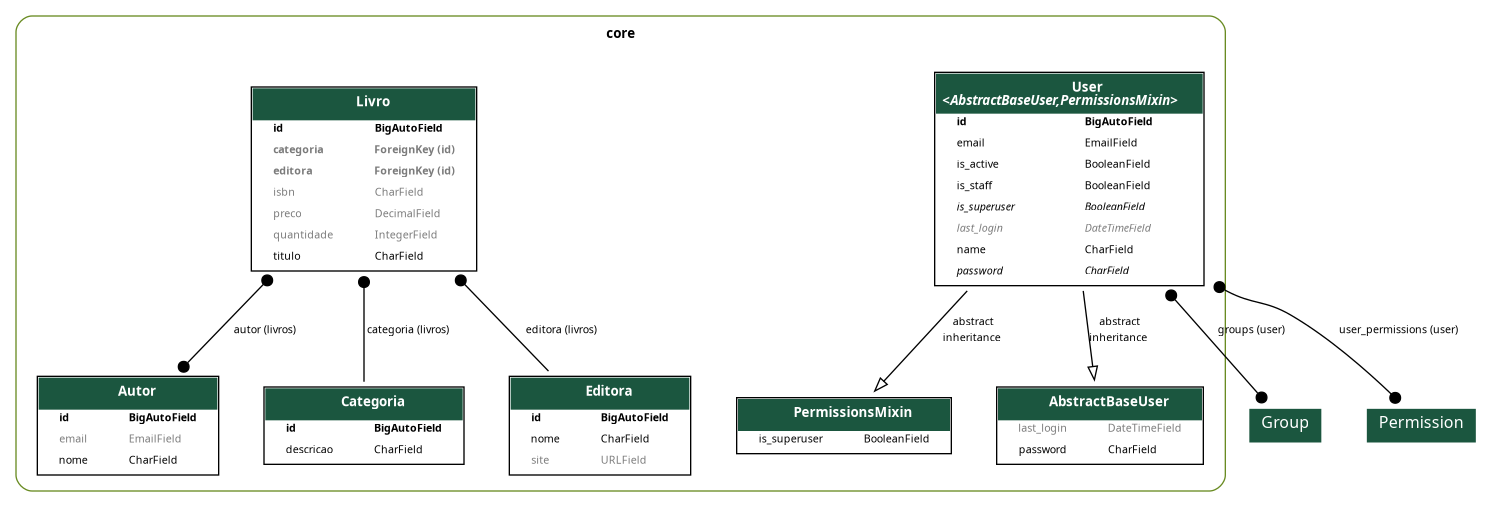 core
Livro
id BigAutoField
categoria ForeignKey (id)
editora ForeignKey (id)
isbn CharField
preco DecimalField
quantidade IntegerField
titulo CharField
User
<AbstractBaseUser,PermissionsMixin>
id BigAutoField
email EmailField
is_active BooleanField
is_staff BooleanField
is_superuser BooleanField
last_login DateTimeField
name CharField
password CharField
autor (livros)
categoria (livros)
editora (livros)
abstract
inheritance
abstract
inheritance
groups (user)
user_permissions (user)
Autor
id BigAutoField
email EmailField
nome CharField
Categoria
id BigAutoField
descricao CharField
Editora
id BigAutoField
nome CharField
site URLField
PermissionsMixin
is_superuser BooleanField
AbstractBaseUser
last_login DateTimeField
password CharField
Group
Permission